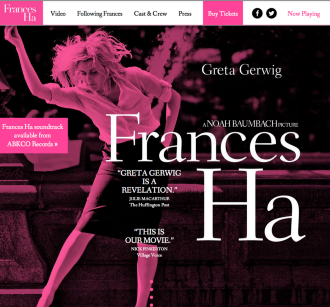 Frances
Ha
Video
Following Frances
Cast & Crew
Press
Buy Tickets
Now Playing
Greta Gerwig
Frances Ha soundtrack
available from
ABKCO Records »
A NOAH BAUMBACH PICTURE
Frances
Ha
“GRETA GERWIG
IS A
REVELATION.”
JULIE MACARTHUR
The Huffington Post
“THIS IS
OUR MOVIE.”
NICK PINKERTON
Village Voice